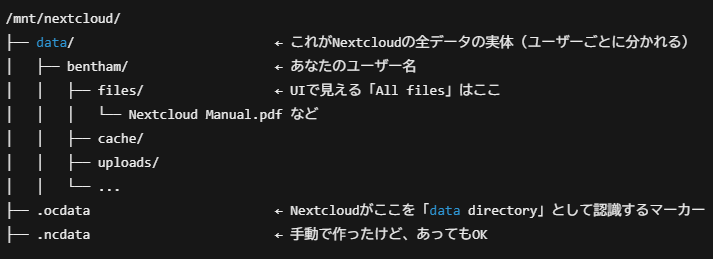 /mnt/nextcloud/
├── data/                          ← これがNextcloudの全データの実体（ユーザーごとに分かれる）
│   ├── bentham/                   ← あなたのユーザー名
│   │   ├── files/                 ← UIで見える「All files」はここ
│   │   │   └── Nextcloud Manual.pdf など
│   │   ├── cache/
│   │   ├── uploads/
│   │   └── ...
├── .ocdata                        ← Nextcloudがここを「data directory」として認識するマーカー
├── .ncdata                        ← 手動で作ったけど、あってもOK